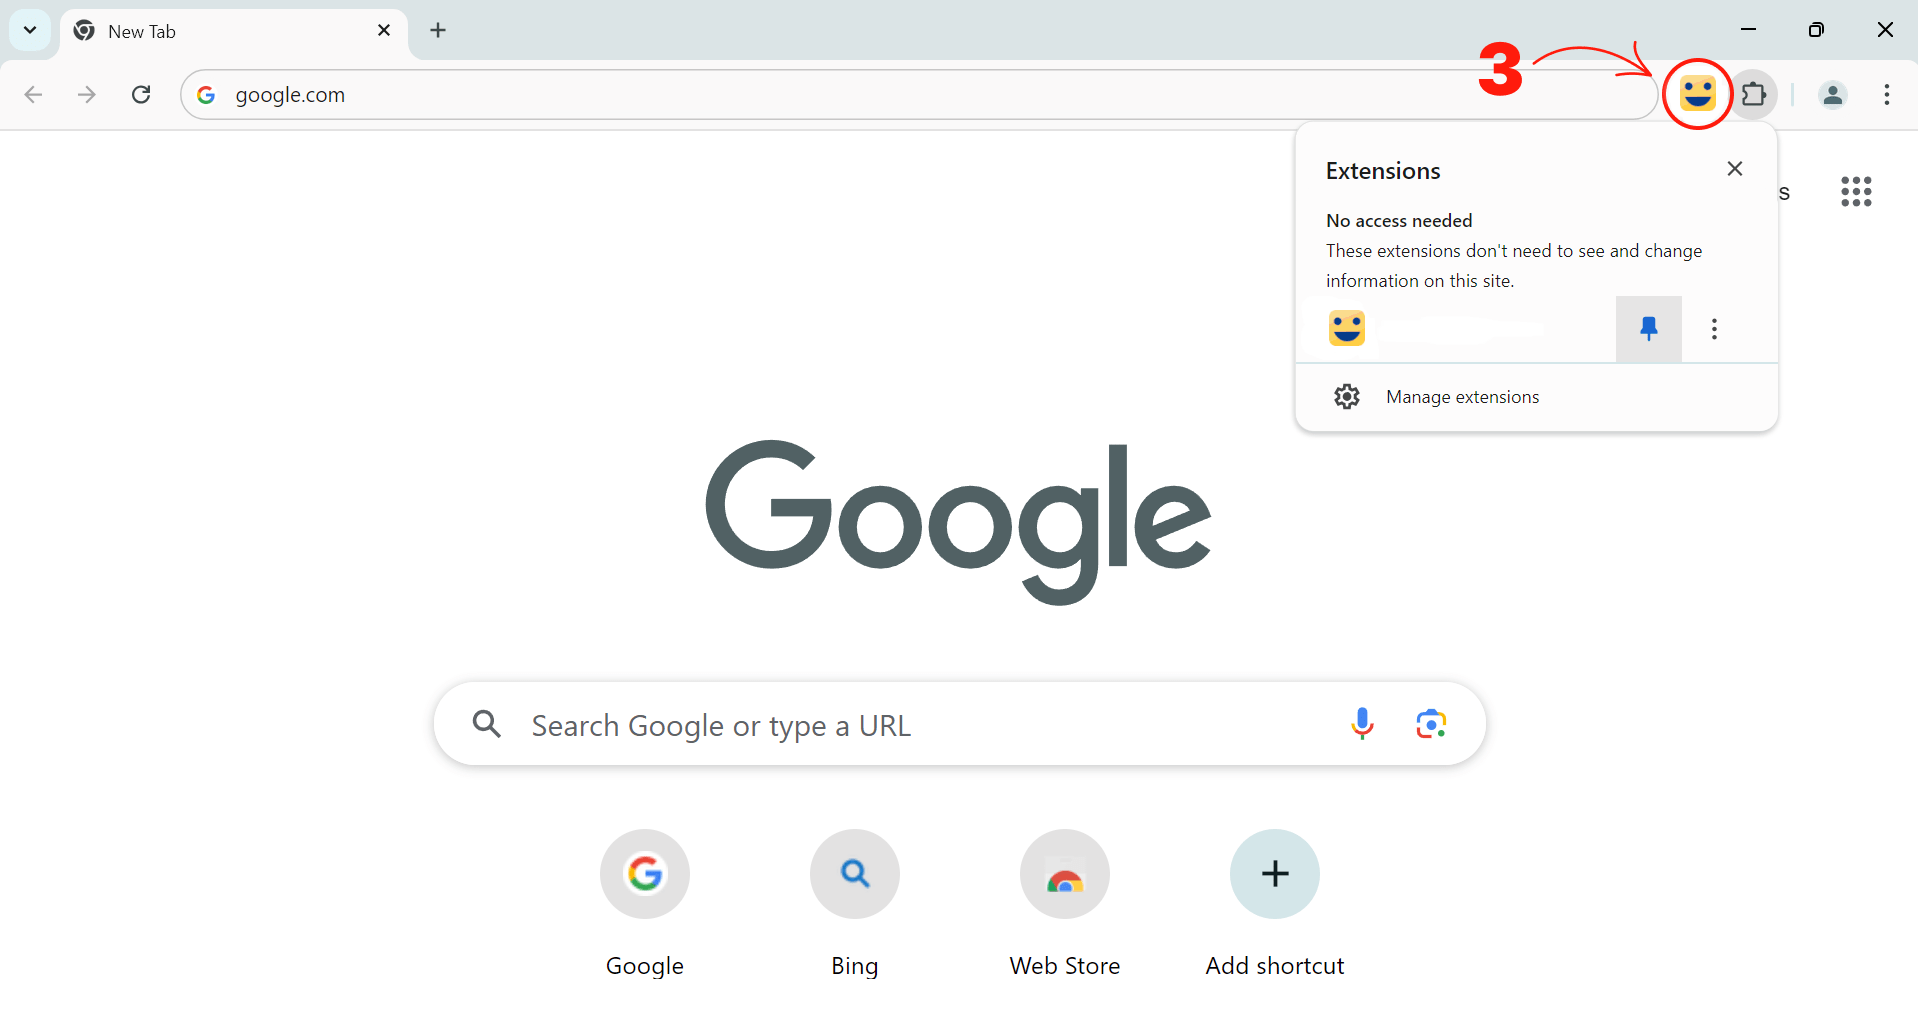 New Tab
google.com
3
Extensions
s
No access needed
These extensions don't need to see and change
information on this site.
Manage extensions
Google
Search Google or type a URL
Google
Bing
Web Store
Add shortcut